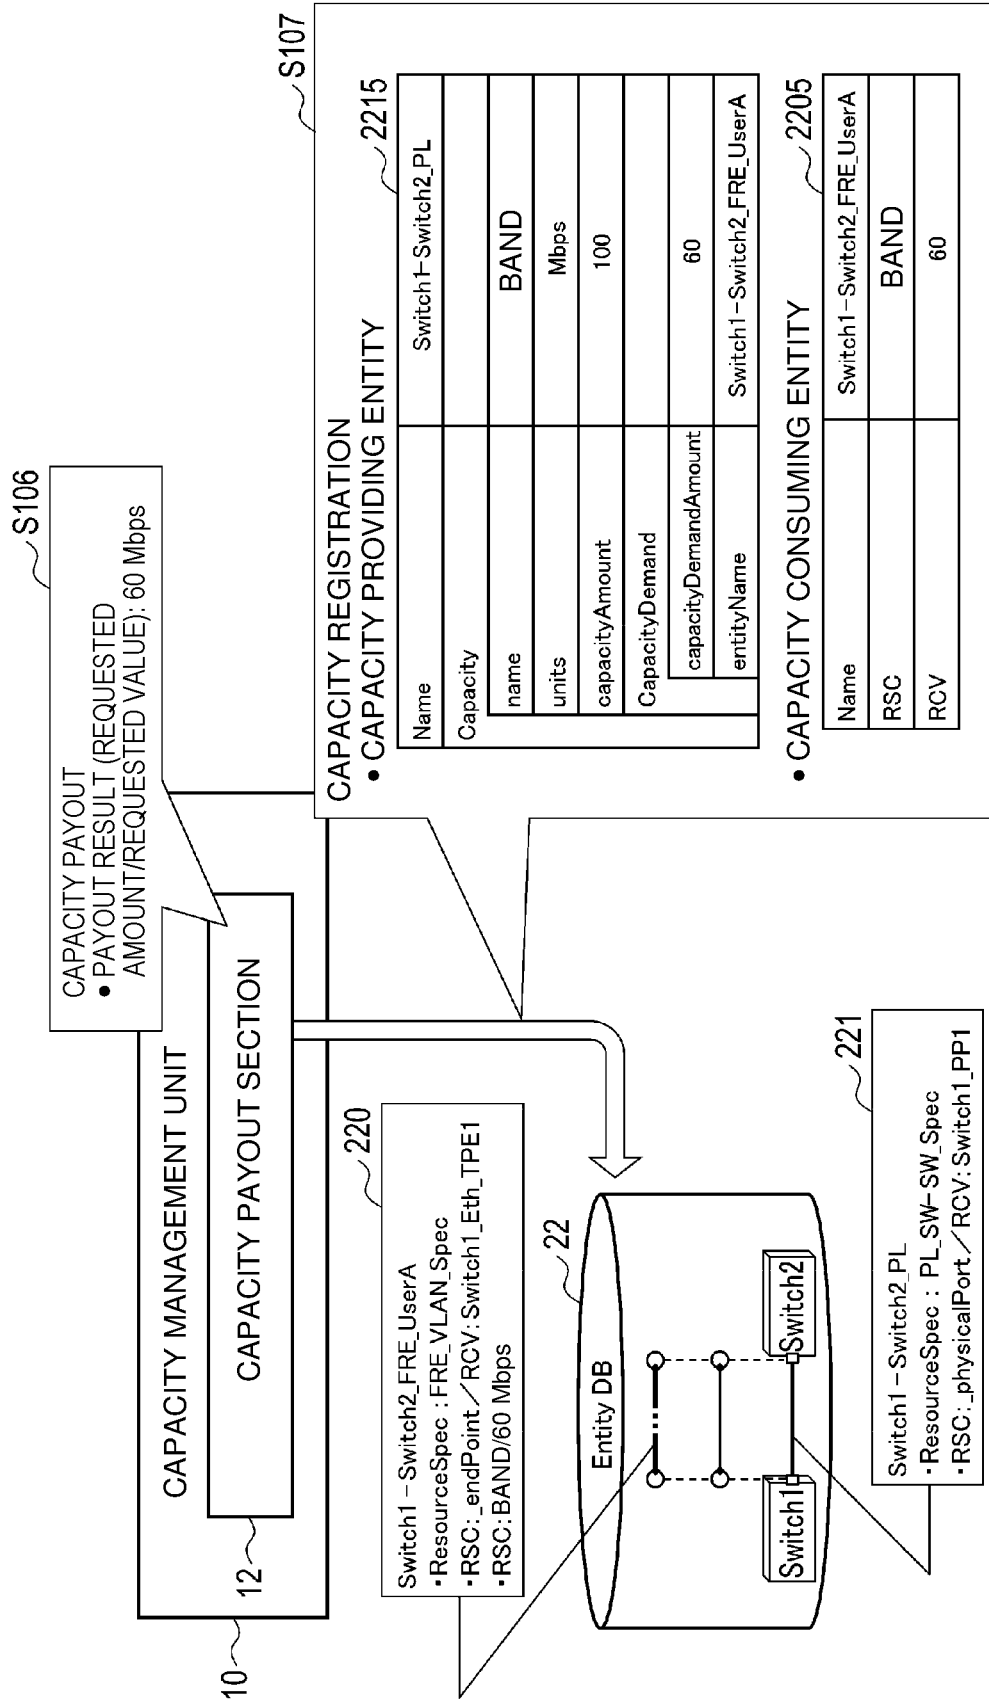 S106
CAPACITY PAYOUT
• PAYOUT RESULT (REQUESTED
AMOUNT/REQUESTED VALUE): 60 Mbps
10
CAPACITY MANAGEMENT UNIT
12
CAPACITY PAYOUT SECTION
S107
CAPACITY REGISTRATION
• CAPACITY PROVIDING ENTITY
2215
Name Switch1-Switch2_PL
Capacity
name BAND
units Mbps
capacityAmount 100
CapacityDemand
capacityDemandAmount 60
entityName Switch1-Switch2_FRE_UserA
• CAPACITY CONSUMING ENTITY
2205
Name Switch1-Switch2_FRE_UserA
RSC BAND
RCV 60
220
Switch1-Switch2_FRE_UserA
・ResourceSpec : FRE_VLAN_Spec
・RSC:_endPoint／RCV:Switch1_Eth_TPE1
・RSC:BAND/60 Mbps
22
Entity DB
Switch1
Switch2
221
Switch1-Switch2_PL
・ResourceSpec : PL_SW-SW_Spec
・RSC:_physicalPort／RCV:Switch1_PP1